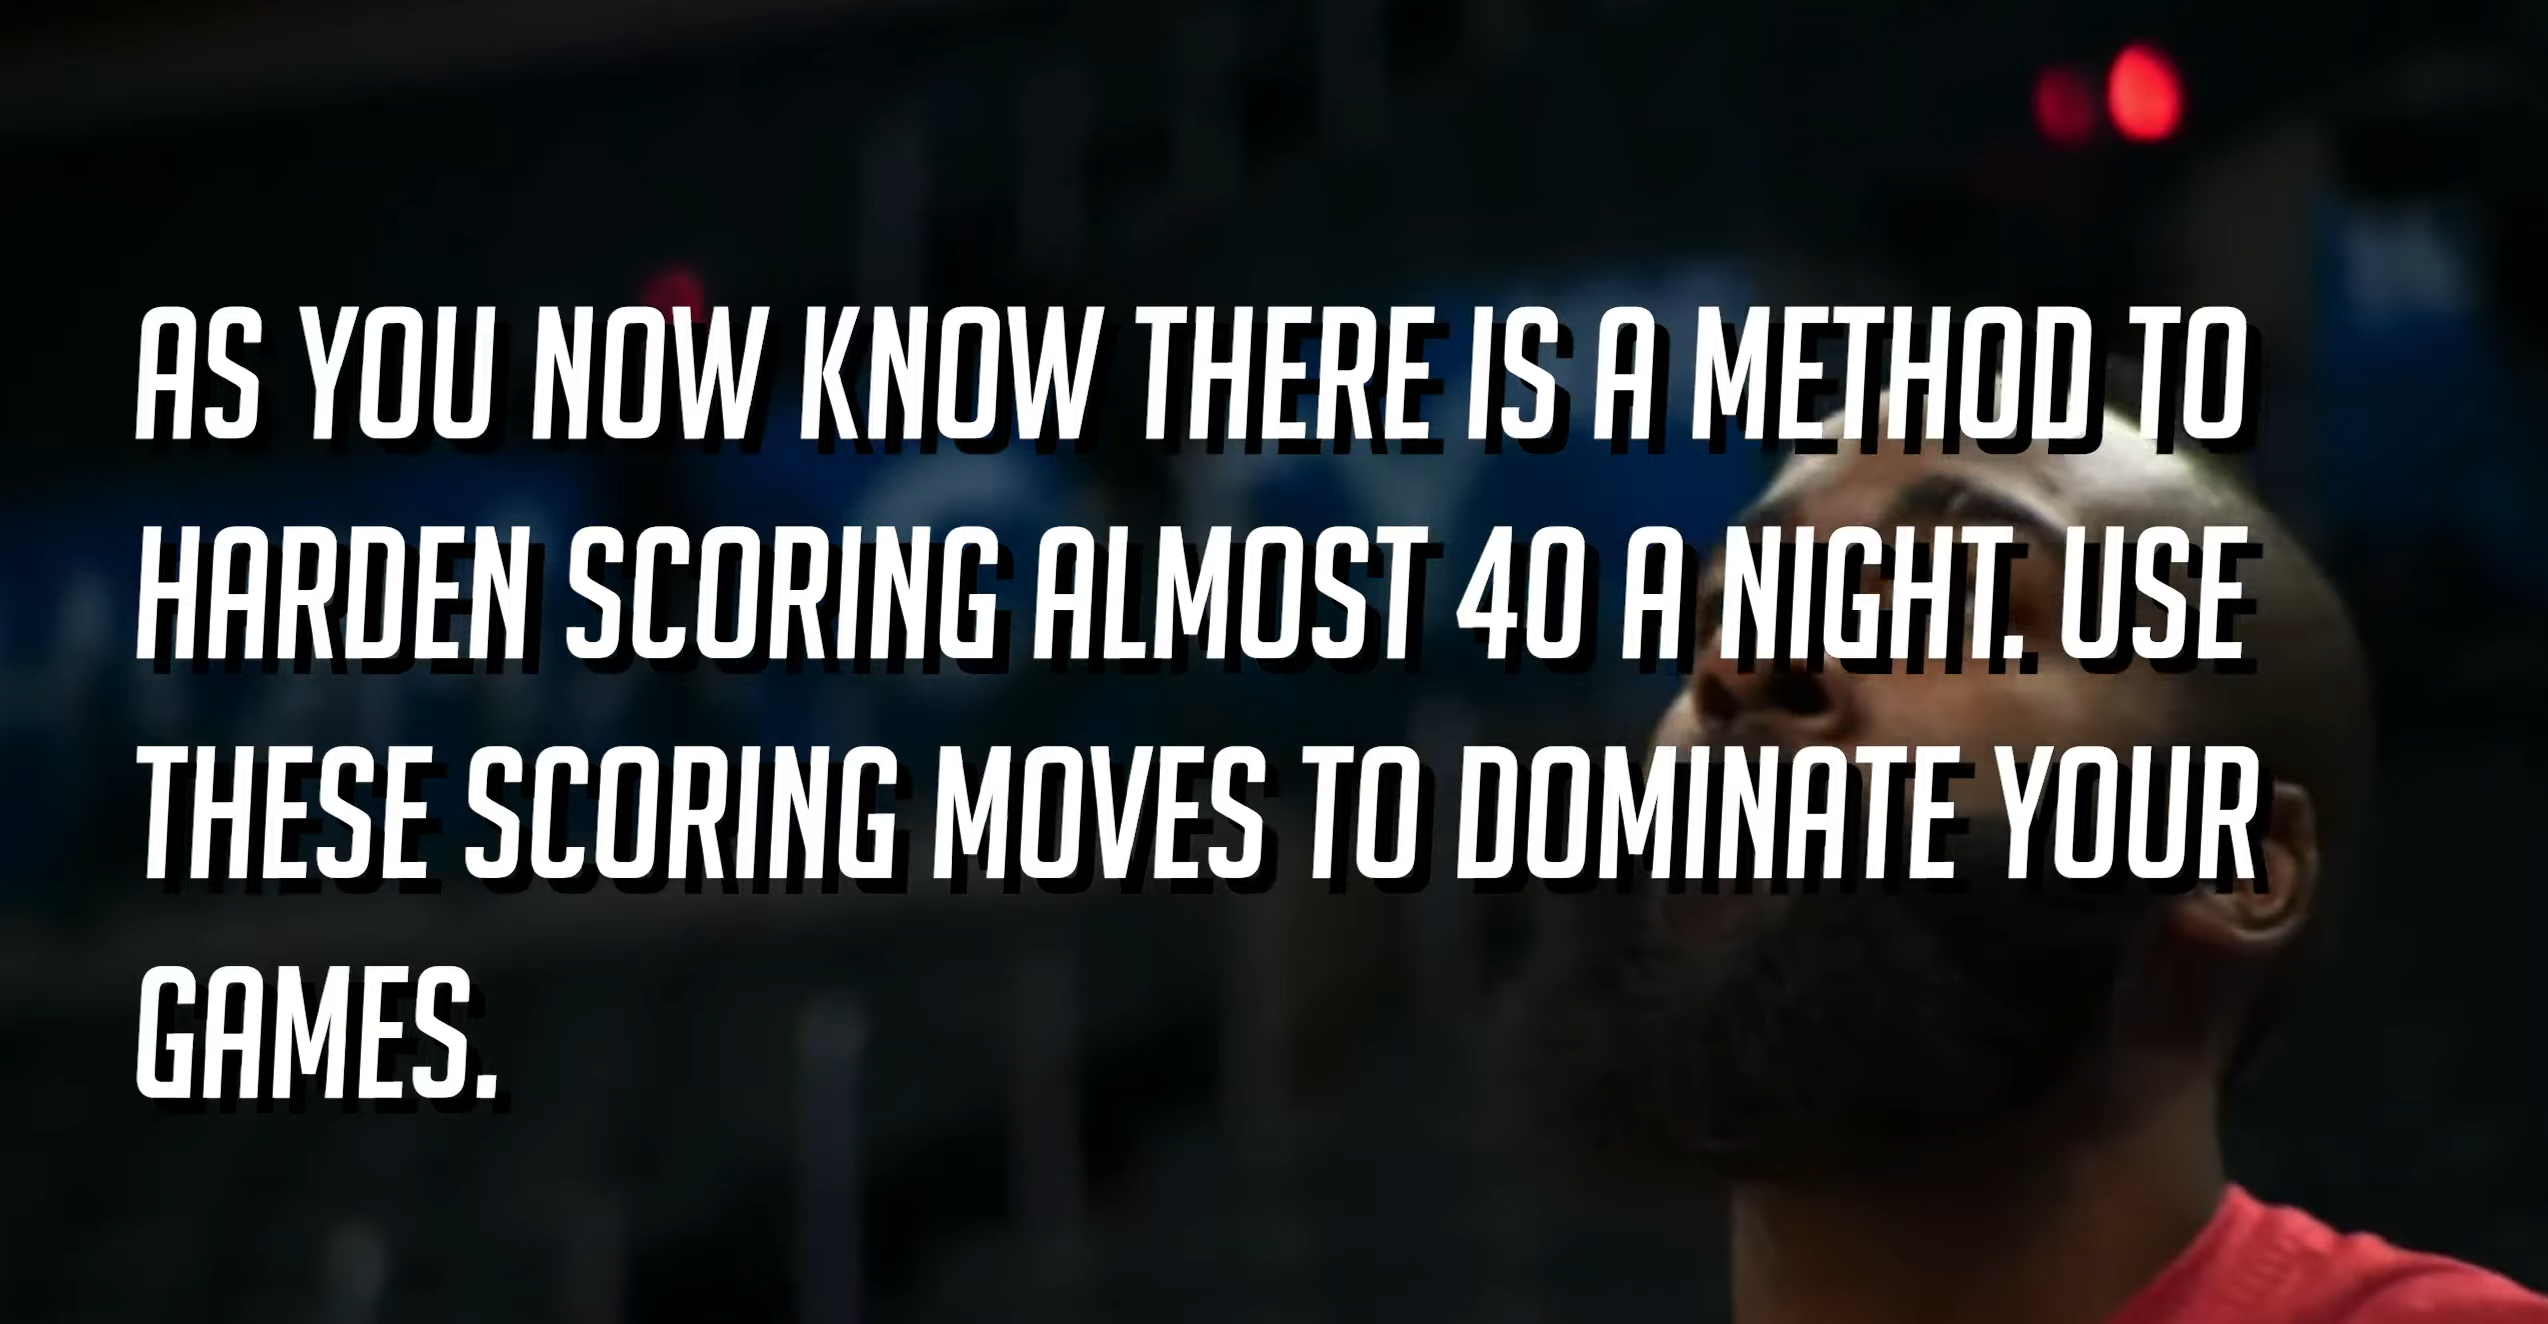 AS YOU NOW KNOW THERE IS A METHOD TO
HARDEN SCORING ALMOST 40 A NIGHT. USE
THESE SCORING MOVES TO DOMINATE YOUR
GAMES.